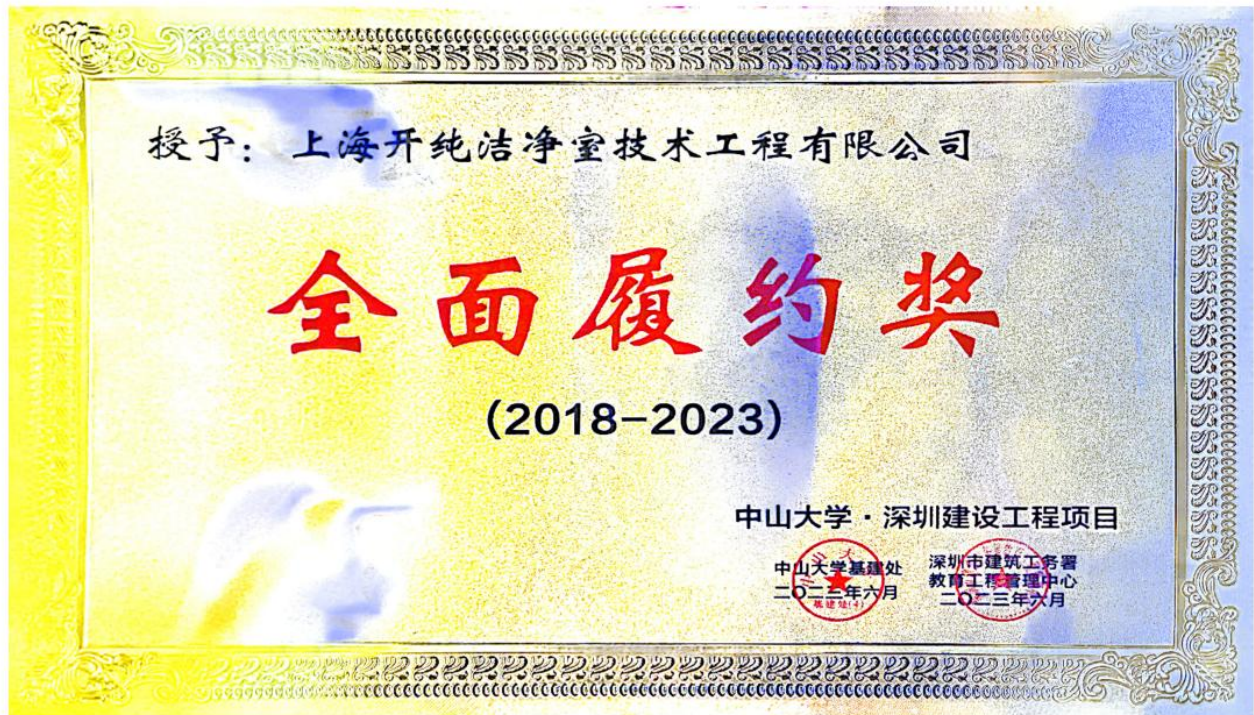 授予：上海开纯洁净室技术工程有限公司
全面履约奖
(2018-2023)
中山大学·深圳建设工程项目
中山大学基建处
二〇二三年六月
深圳市建筑工务署
教育工程管理中心
二〇二三年六月